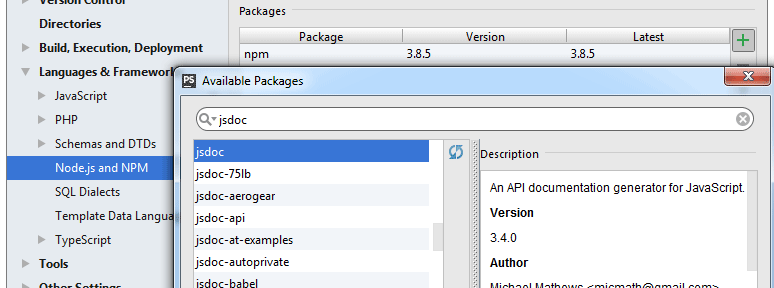 Version Control
Directories
Build, Execution, Deployment
Languages & Framework
JavaScript
PHP
Schemas and DTDs
Node.js and NPM
SQL Dialects
Template Data Langua
TypeScript
Tools
Other Settings
Packages
Package Version Latest
npm 3.8.5 3.8.5
PS Available Packages
jsdoc
jsdoc
jsdoc-75lb
jsdoc-aerogear
jsdoc-api
jsdoc-at-examples
jsdoc-autoprivate
jsdoc-babel
Description
An API documentation generator for JavaScript.
Version
3.4.0
Author
Michael Mathews <micmath@gmail.com>